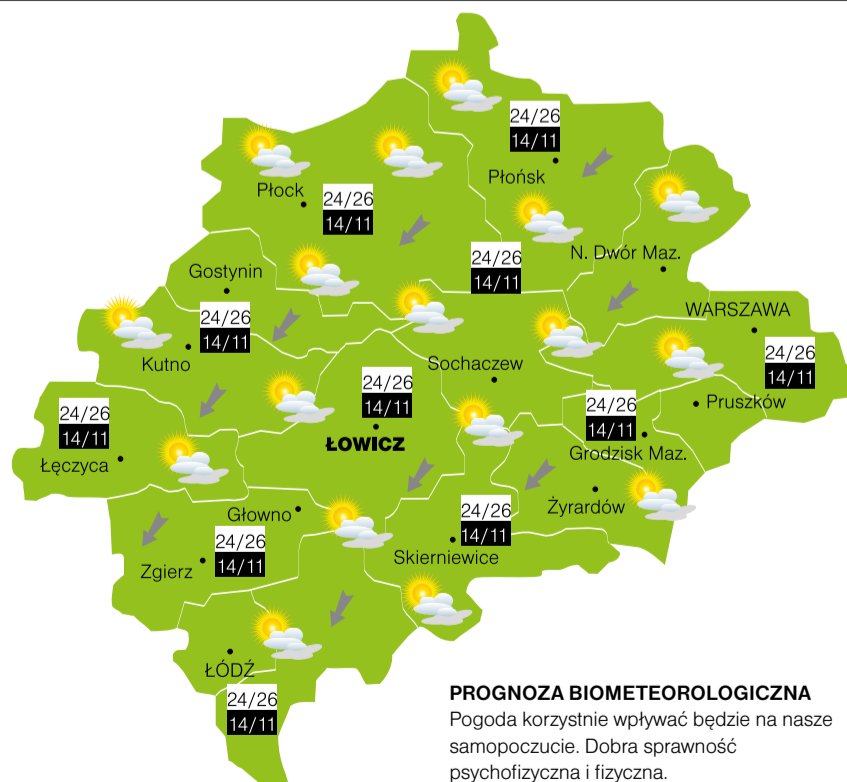 24/26
14/11
Płońsk
Płock
24/26
14/11
N. Dwór Maz.
24/26
14/11
Gostynin
WARSZAWA
24/26
14/11
Kutno
24/26
14/11
Sochaczew
24/26
14/11
Pruszków
24/26
14/11
24/26
14/11
ŁOWICZ
Grodzisk Maz.
Łęczyca
Żyrardów
Głowno
24/26
14/11
Skierniewice
24/26
14/11
Zgierz
ŁÓDŹ
24/26
14/11
PROGNOZA BIOMETEOROLOGICZNA
Pogoda korzystnie wpływać będzie na nasze
samopoczucie. Dobra sprawność
psychofizyczna i fizyczna.